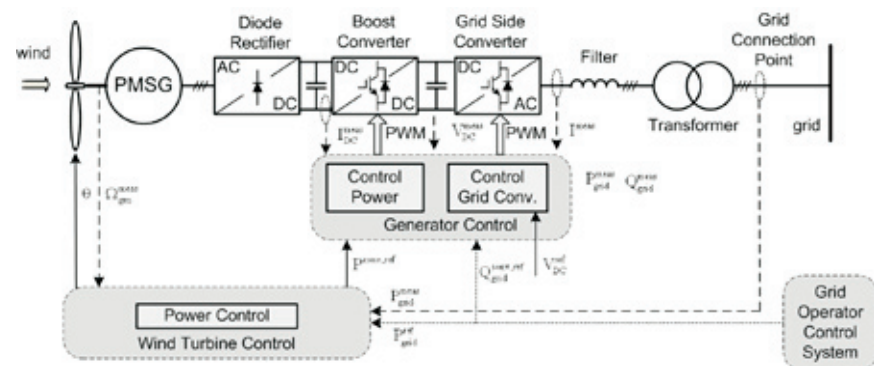 Diode
Rectifier
Boost
Converter
Grid Side
Converter
Filter
Grid
Connection
Point
wind
PMSG
AC
DC
DC
DC
DC
AC
Transformer
grid
PWM
PWM
Control
Power
Control
Grid Conv.
Generator Control
θ
Power Control
Wind Turbine Control
Grid
Operator
Control
System